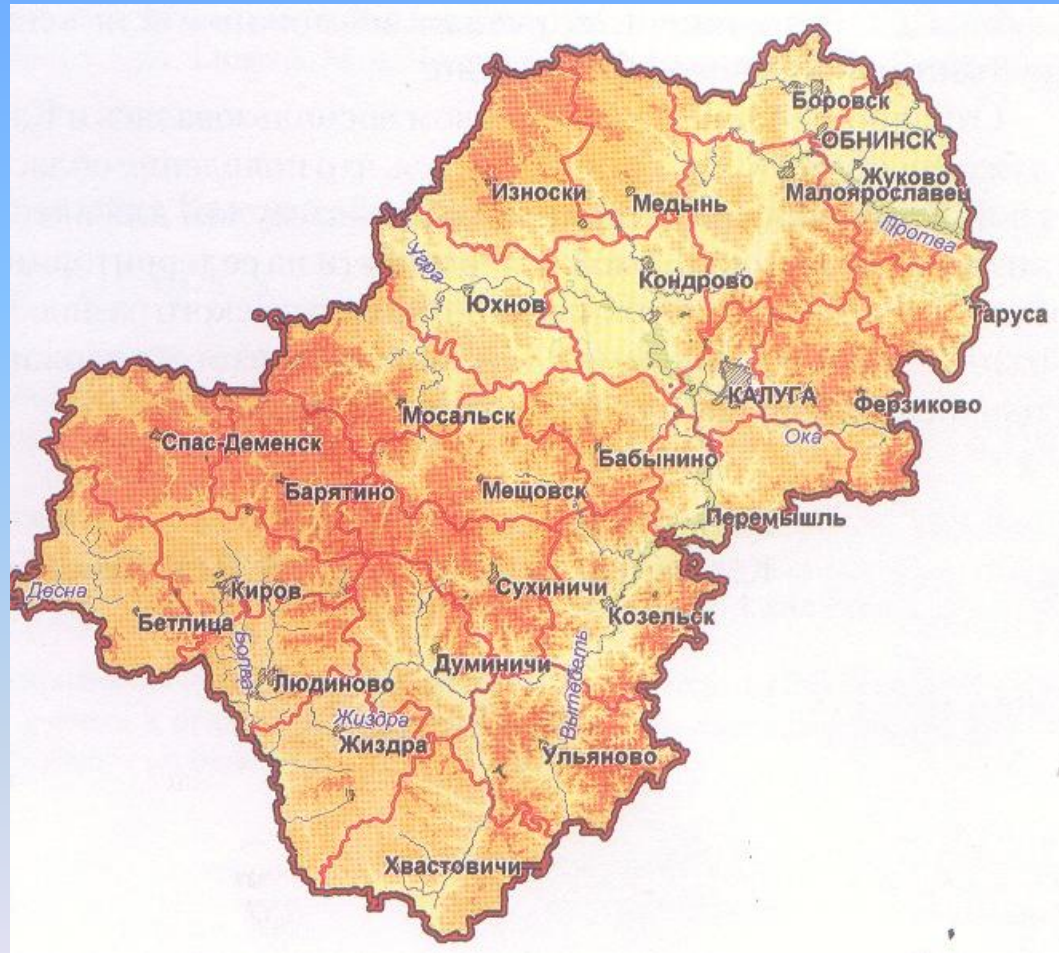 Боровск
ОБНИНСК
Жуково
Износки
Медынь
Малоярославец
Протва
Угра
Кондрово
Юхнов
Таруса
КАЛУГА
Мосальск
Ферзиково
Спас-Деменск
Бабынино
Ока
Барятино
Мещовск
Перемышль
Десна
Киров
Сухиничи
Бетлица
Козельск
Болва
Думиничи
Вытебеть
Людиново
Жиздра
Жиздра
Ульяново
Хвастовичи